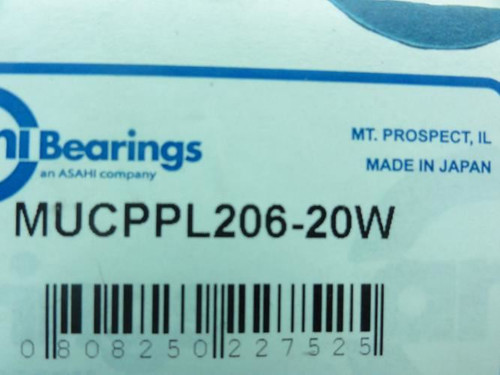 Bearings
an ASAHI company
MT. PROSPECT, IL
MADE IN JAPAN
MUCPPL206-20W
0 808250 227525